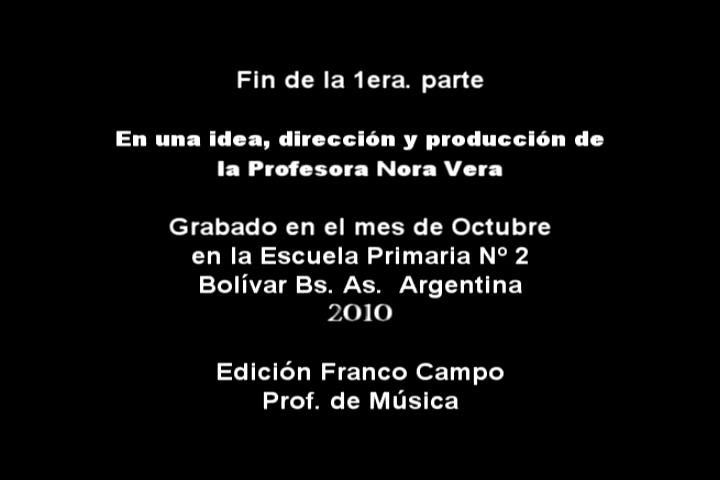 Fin de la 1era. parte
En una idea, dirección y producción de
la Profesora Nora Vera
Grabado en el mes de Octubre
en la Escuela Primaria Nº 2
Bolívar Bs. As.  Argentina
2010
Edición Franco Campo
Prof. de Música